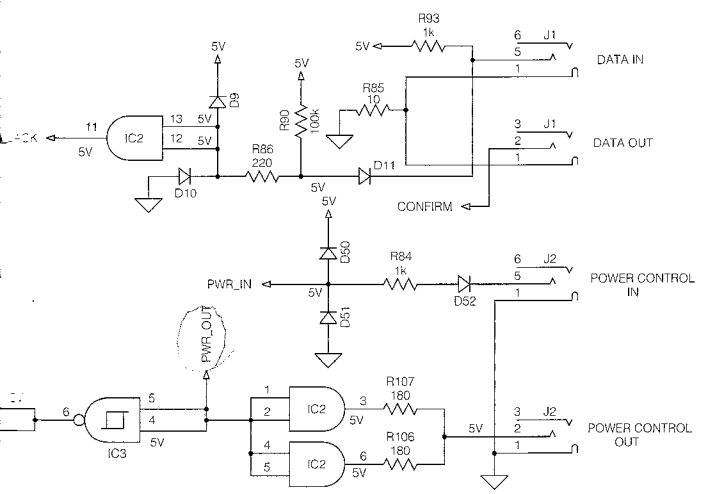 R93
1k
5V
6 J1
5
1
DATA IN
5V
5V
D9
R90
100k
R85
10
11
IC2
13 5V
12 5V
ACK
5V
R86
220
D10
D11
5V
3 J1
2
1
DATA OUT
CONFIRM
5V
D50
PWR_IN
5V
R84
1k
D52
D51
6 J2
5
1
POWER CONTROL
IN
PWR_OUT
6
5
4
5V
IC3
1
2
IC2
3
5V
R107
180
4
5
IC2
6
5V
R106
180
5V
3 J2
2
1
POWER CONTROL
OUT